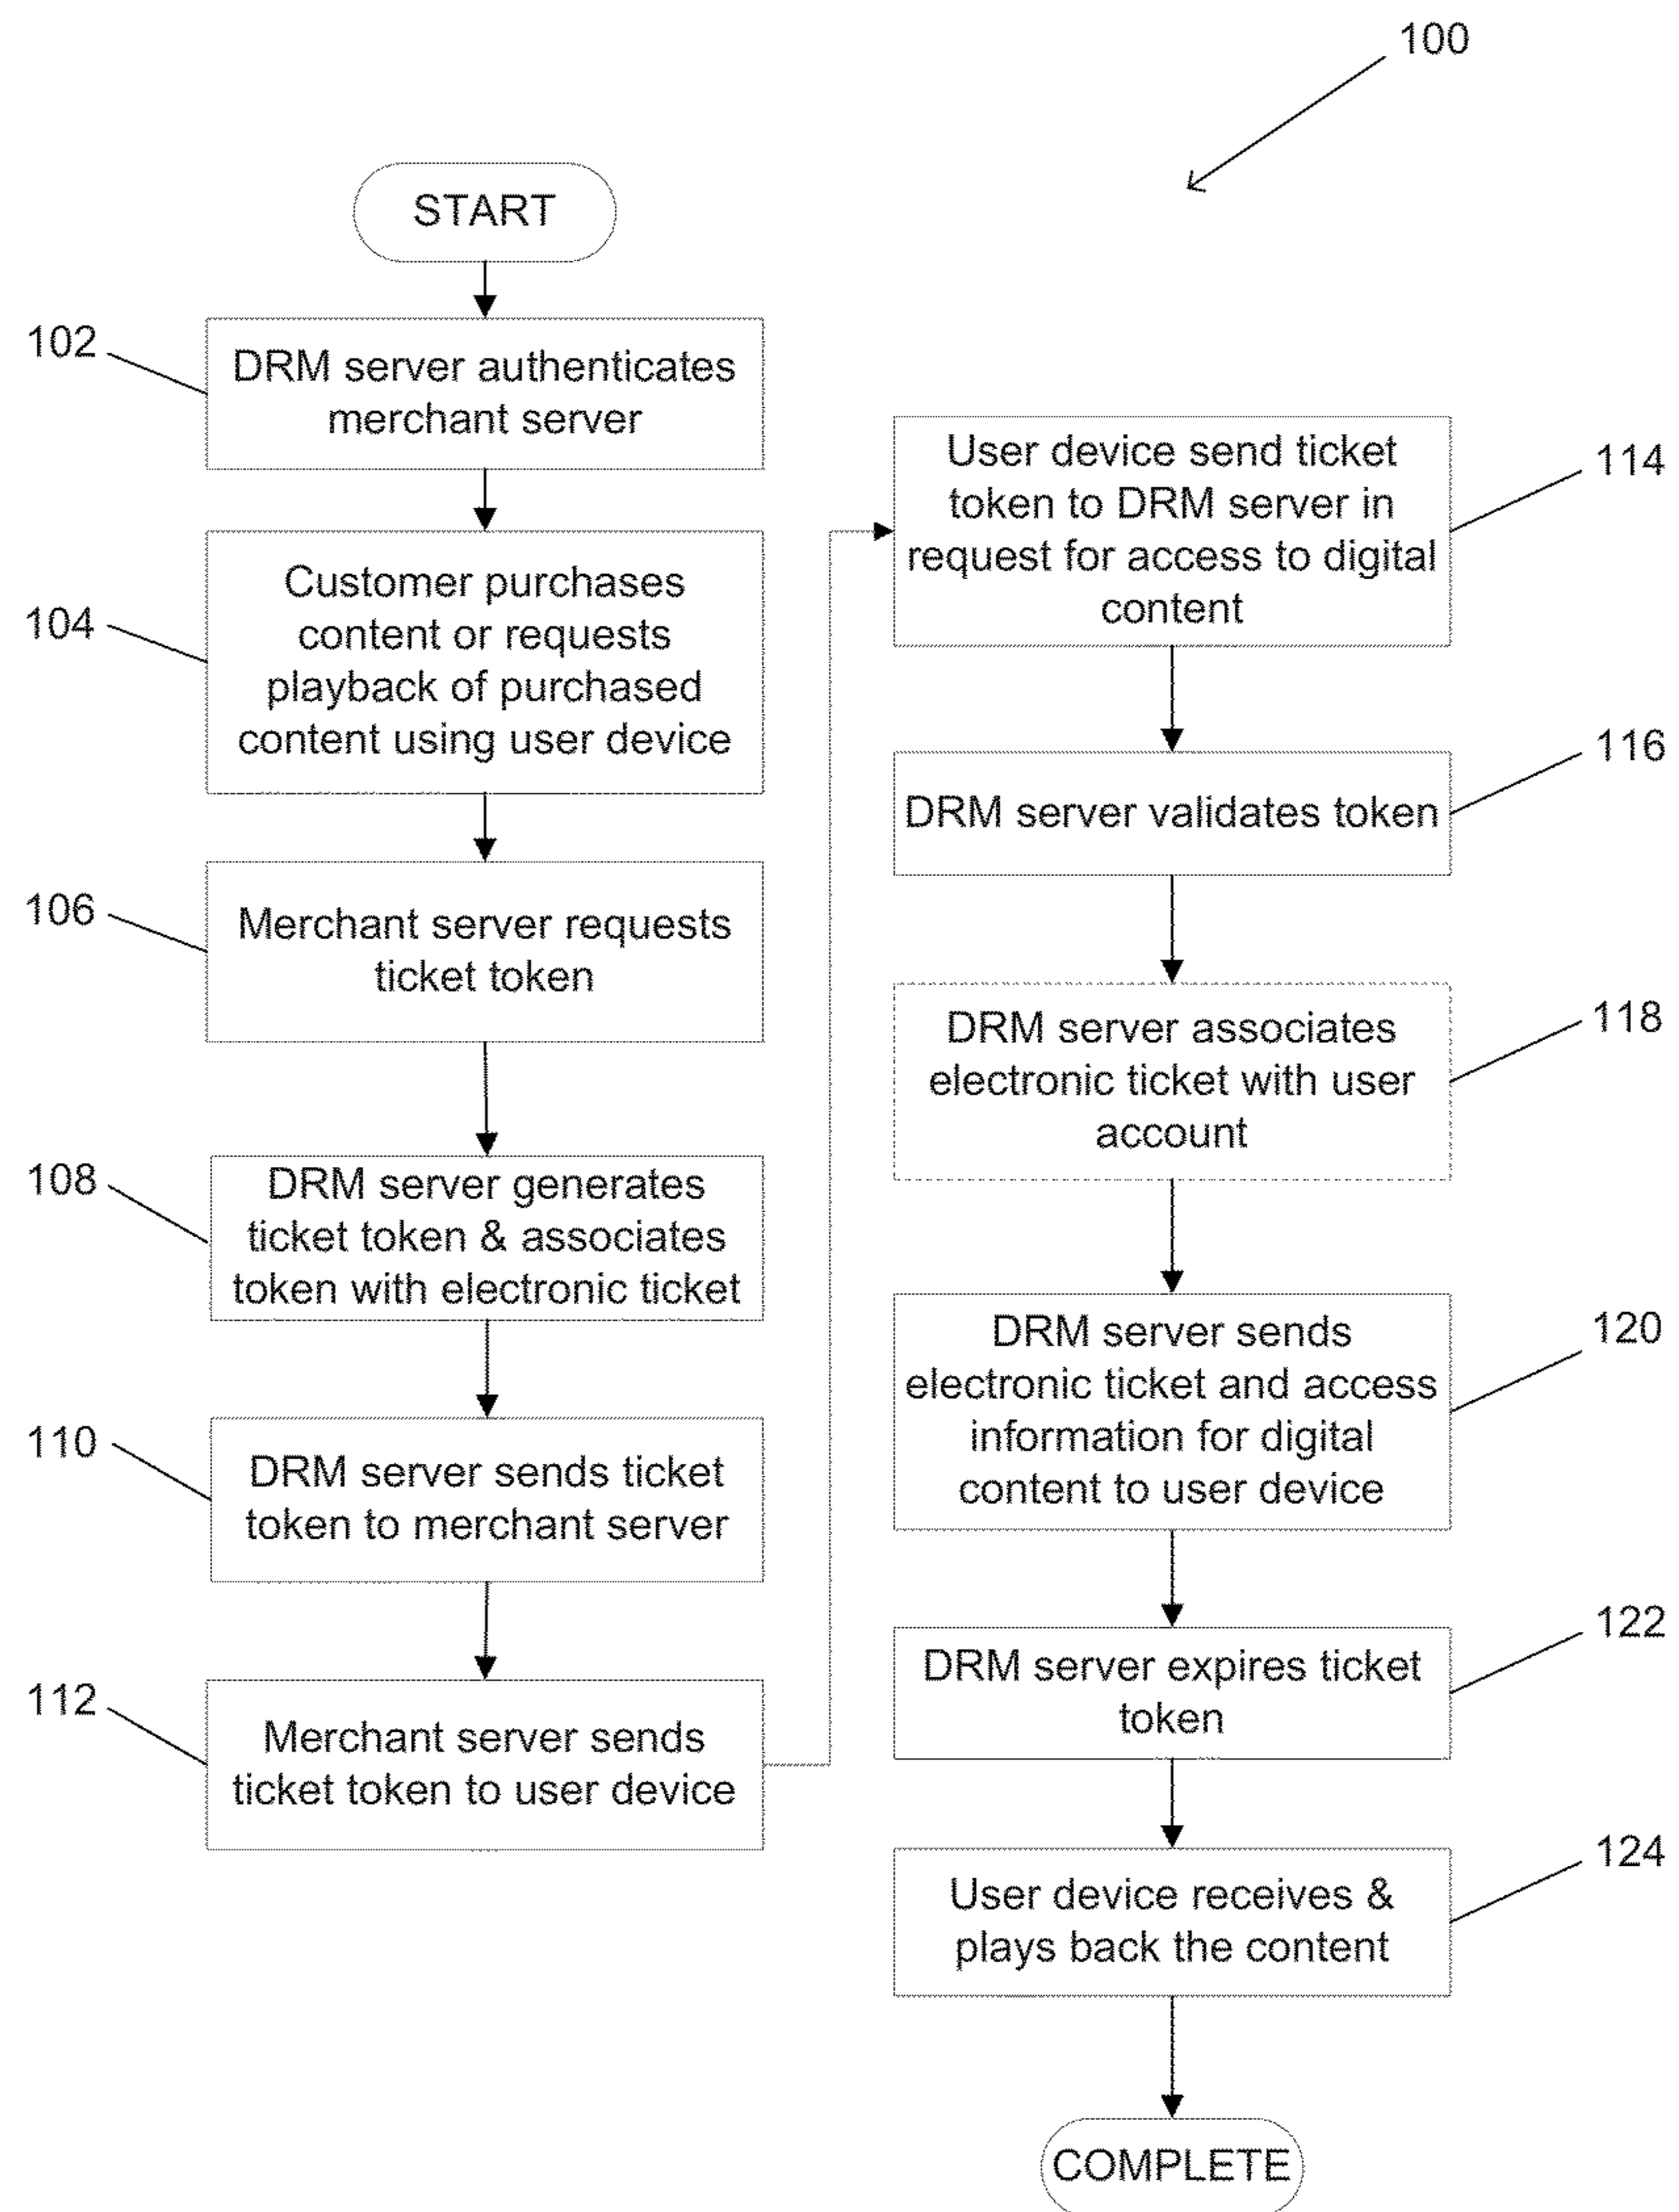 100
START
102
DRM server authenticates
merchant server
104
Customer purchases
content or requests
playback of purchased
content using user device
106
Merchant server requests
ticket token
108
DRM server generates
ticket token & associates
token with electronic ticket
110
DRM server sends ticket
token to merchant server
112
Merchant server sends
ticket token to user device
114
User device send ticket
token to DRM server in
request for access to digital
content
116
DRM server validates token
118
DRM server associates
electronic ticket with user
account
120
DRM server sends
electronic ticket and access
information for digital
content to user device
122
DRM server expires ticket
token
124
User device receives &
plays back the content
COMPLETE